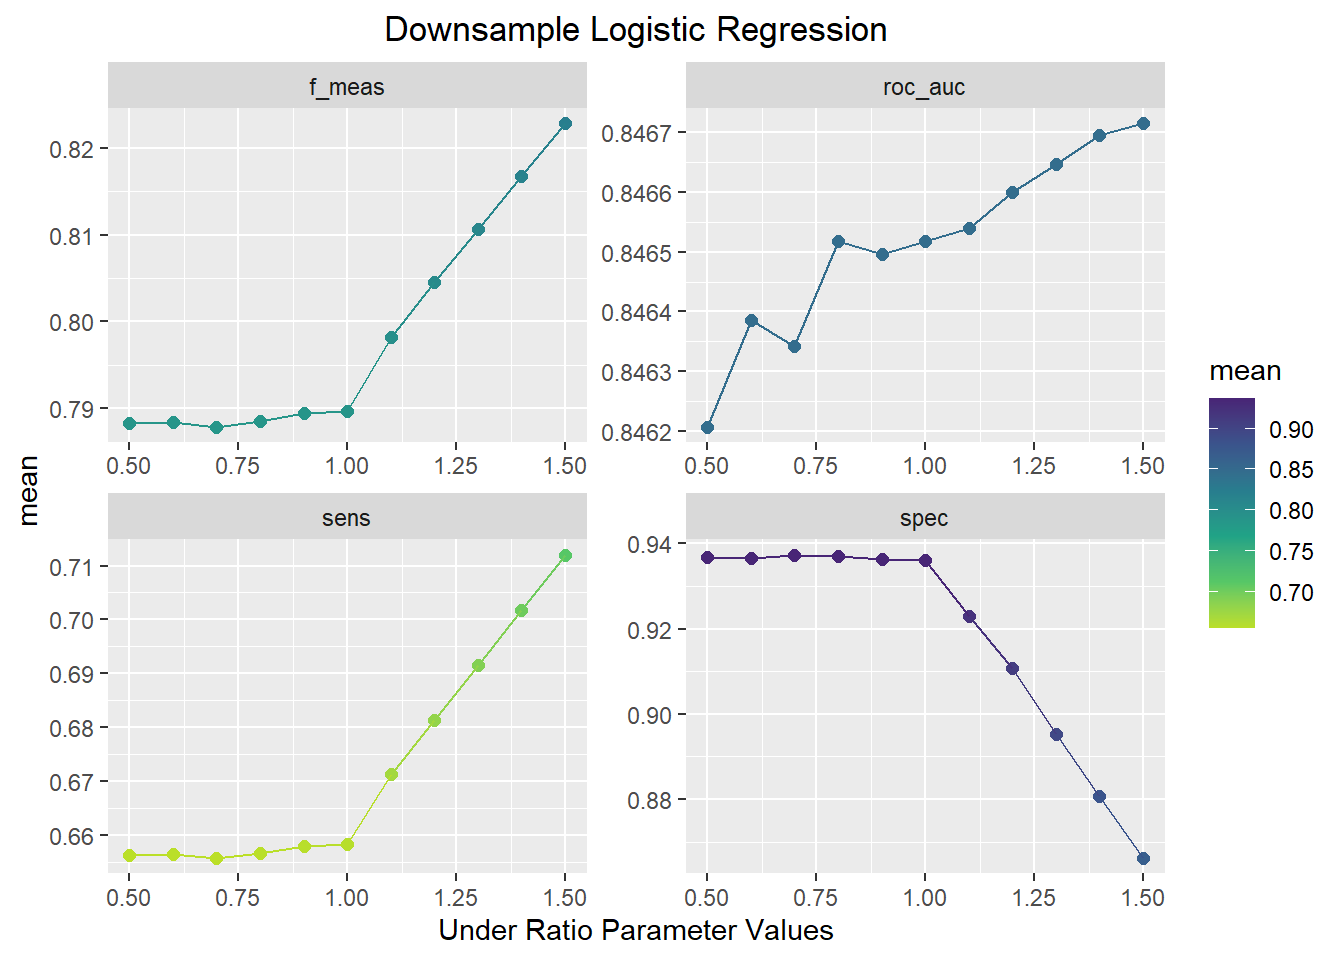 Downsample Logistic Regression
f_meas
roc_auc
0.82
0.81
0.80
0.79
0.50 0.75 1.00 1.25 1.50
0.8467
0.8466
0.8465
0.8464
0.8463
0.8462
0.50 0.75 1.00 1.25 1.50
sens
spec
0.71
0.70
0.69
0.68
0.67
0.66
0.50 0.75 1.00 1.25 1.50
0.94
0.92
0.90
0.88
0.50 0.75 1.00 1.25 1.50
mean
Under Ratio Parameter Values
mean
0.90
0.85
0.80
0.75
0.70